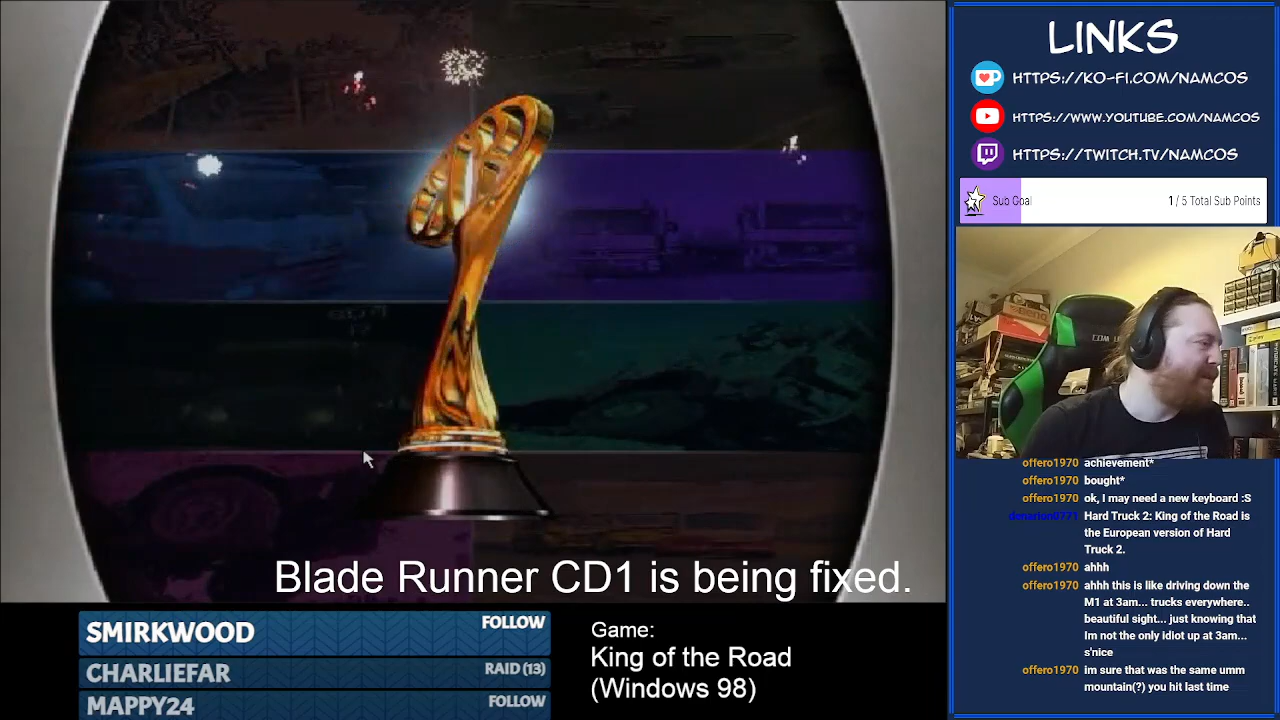 LINKS
HTTPS://KO-FI.COM/NAMCOS
HTTPS://WWW.YOUTUBE.COM/NAMCOS
HTTPS://TWITCH.TV/NAMCOS
Sub Goal
1 / 5 Total Sub Points
offero1970 achievement*
offero1970 bought*
offero1970 ok, I may need a new keyboard :S
Hard Truck 2: King of the Road is
the European version of Hard
Truck 2.
offero1970 ahhh
offero1970 ahhh this is like driving down the
M1 at 3am... trucks everywhere..
beautiful sight... just knowing that
Im not the only idiot up at 3am...
s'nice
offero1970 im sure that was the same umm
mountain(?) you hit last time
Blade Runner CD1 is being fixed.
SMIRKWOOD FOLLOW
CHARLIEFAR RAID (13)
MAPPY24 FOLLOW
Game:
King of the Road
(Windows 98)